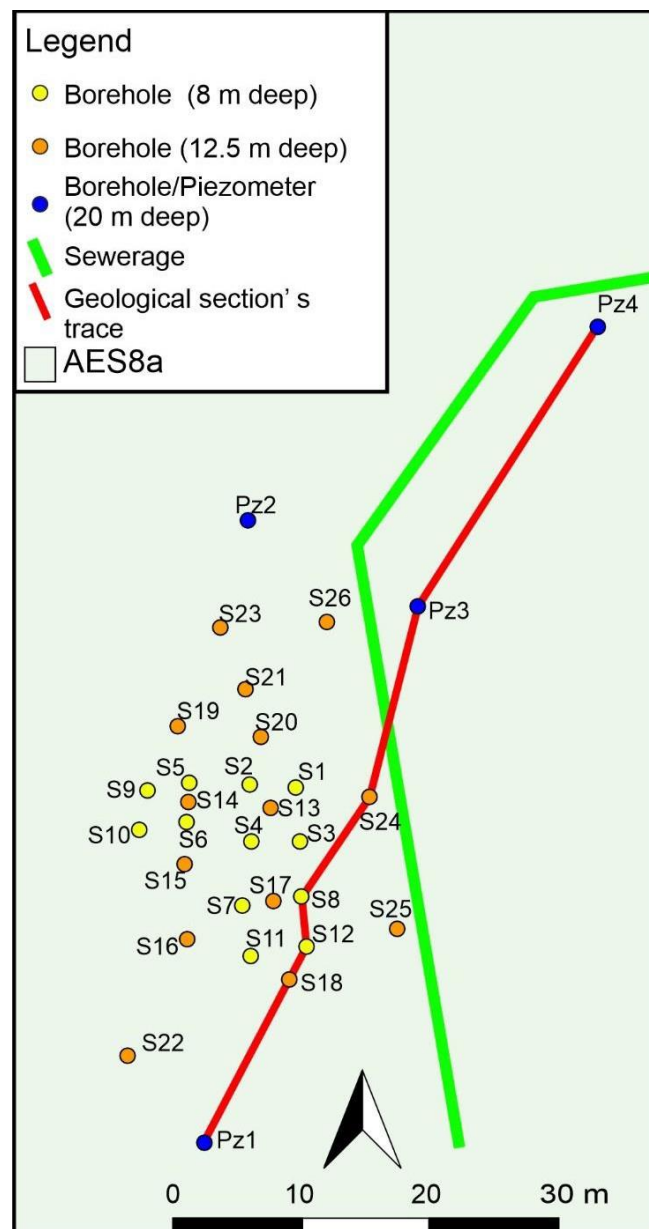 Legend
Borehole (8 m deep)
Borehole (12.5 m deep)
Borehole/Piezometer
(20 m deep)
Sewerage
Geological section' s
trace
AES8a
Pz4
Pz2
S26
S23
Pz3
S21
S19
S20
S5
S2
S1
S9
S14
S13
S10
S6
S4
S3
S24
S15
S17
S8
S7
S25
S16
S11
S12
S18
S22
Pz1
0 10 20 30 m